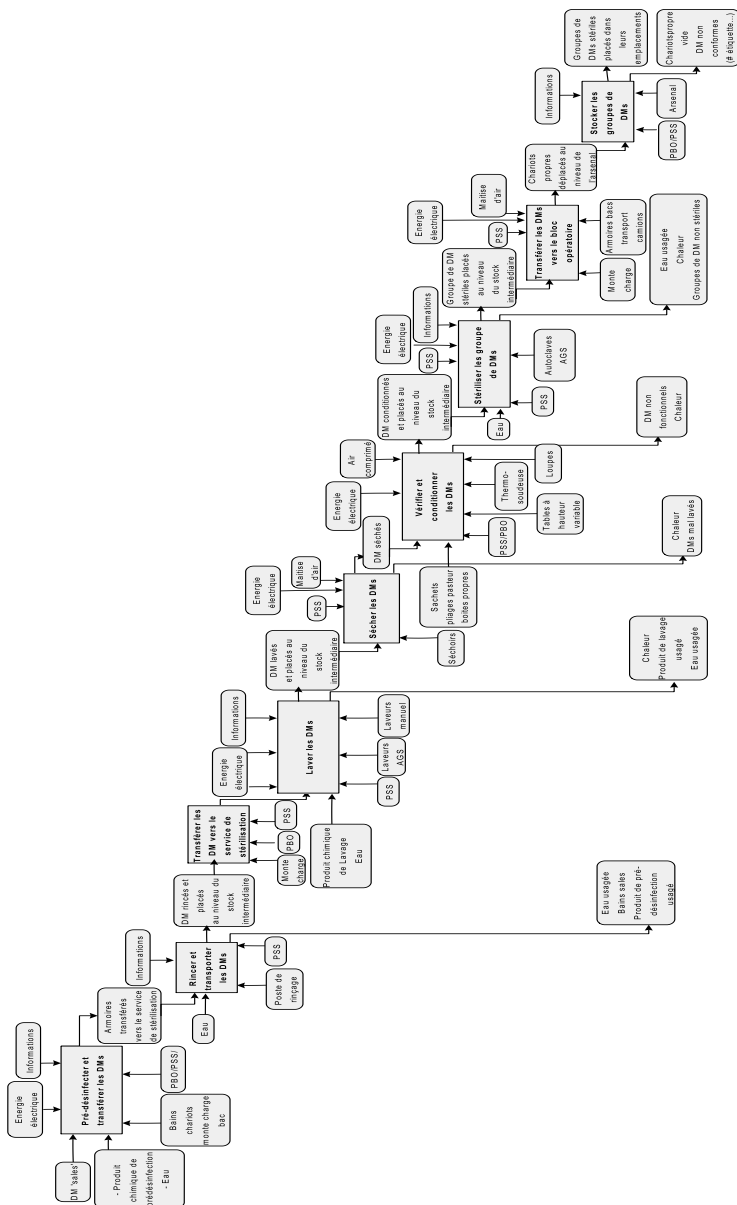 DM 'sales'
- Produit
chimique de
prédésinfection
- Eau
Energie
électrique
Informations
Pré-désinfecter et
transférer les DMs
Bains
chariots
monte charge
bac
PBO/PSS/
Armoires
transférés
vers le service
de stérilisation
Eau
Informations
Rincer et
transporter
les DMs
Poste de
rinçage
PSS
Eau usagée
Bains sales
Produit de pré-
désinfection
usagé
DM rincés et
placés
au niveau du
stock
intermédiaire
Transférer les
DM vers le
service de
stérilisation
Monte
charge
PBO
PSS
Produit chimique
de Lavage
Eau
Energie
électrique
Informations
Laver les DMs
PSS
Laveurs
AGS
Laveurs
manuel
Chaleur
Produit de lavage
usagé
Eau usagée
DM lavés
et placés au
niveau du
stock
intermédiaire
PSS
Energie
électrique
Maitise
d'air
Sécher les DMs
Séchoirs
Chaleur
DMs mal lavés
DM séchés
Sachets
pliages pasteur
boites propres
Energie
électrique
Air
comprimé
Vérifier et
conditionner
les DMs
PSS/PBO
Tables à
hauteur
variable
Thermo-
soudeuse
Loupes
DM non
fonctionnels
Chaleur
DM conditionnés
et placés au
niveau du
stock
intermédiaire
Eau
PSS
Energie
électrique
Informations
Stériliser les groupe
de DMs
PSS
Autoclaves
AGS
Eau usagée
Chaleur
Groupes de DM non stériles
Groupe de DM
stériles placés
au niveau
du stock
intermédiaire
PSS
Energie
électrique
Maitise
d'air
Transférer les DMs
vers le bloc
opératoire
Monte
charge
Armoires bacs
transport
camions
Chariots
propres
déplacés au
niveau de
l'arsenal
Informations
Stocker les
groupes de
DMs
PBO/PSS
Arsenal
Groupes de
DMs stériles
placés dans
leurs
emplacements
Chariotspropre
vide
DM non
conformes
(# étiquette...)